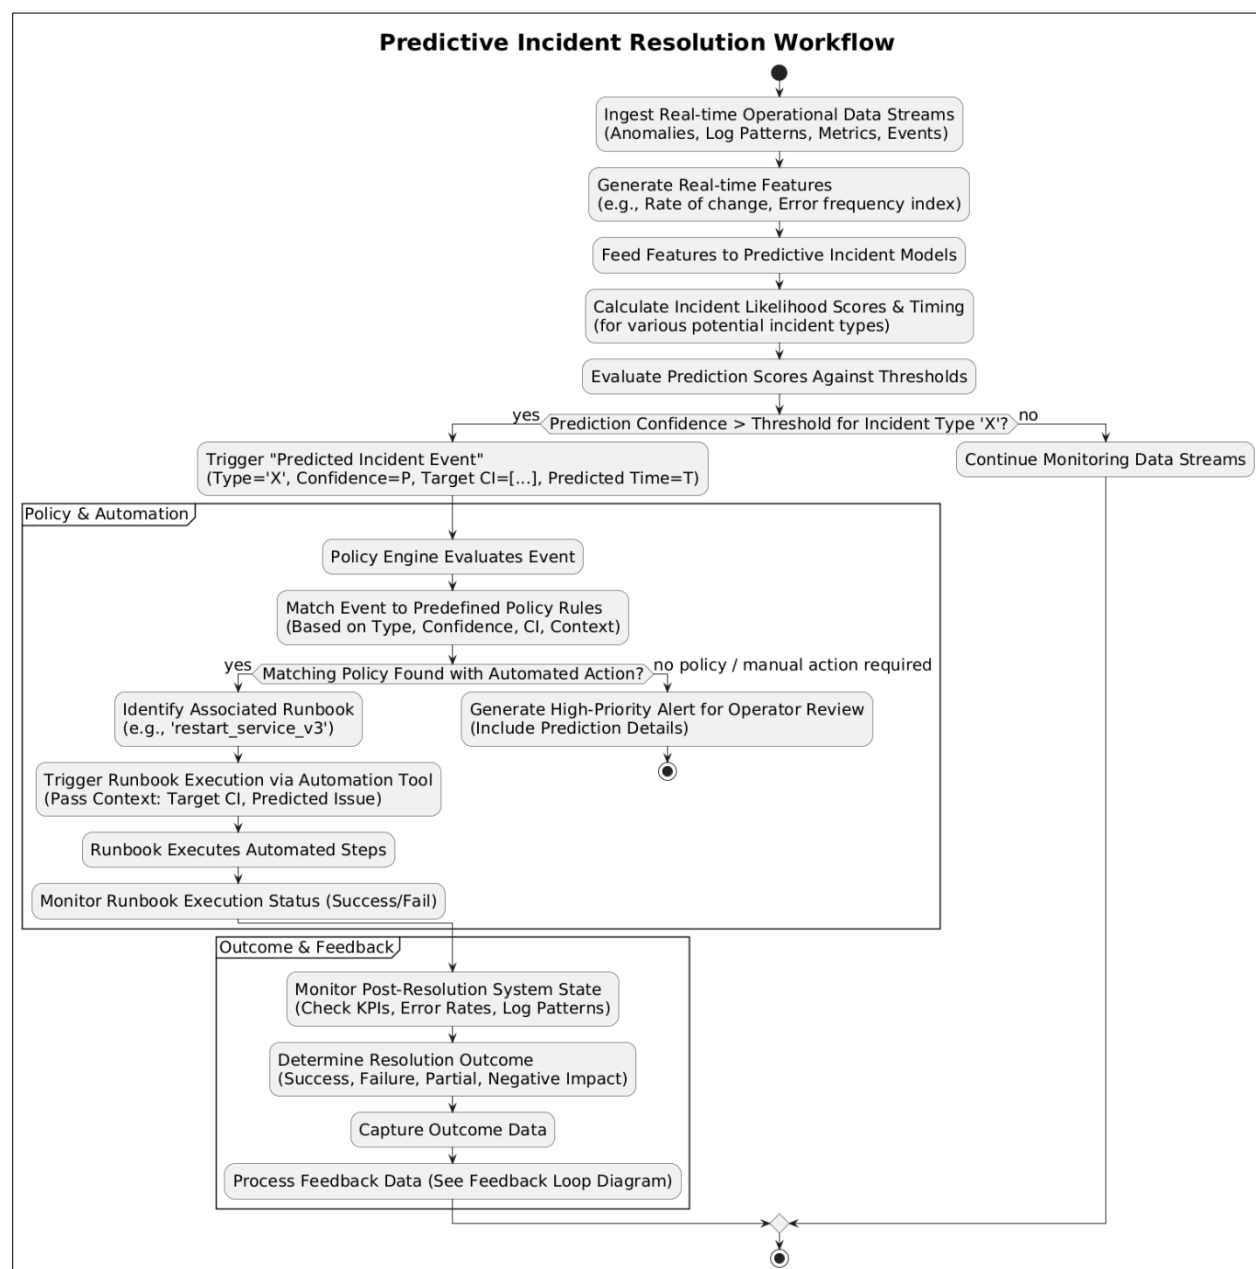 Predictive Incident Resolution Workflow
Ingest Real-time Operational Data Streams
(Anomalies, Log Patterns, Metrics, Events)
Generate Real-time Features
(e.g., Rate of change, Error frequency index)
Feed Features to Predictive Incident Models
Calculate Incident Likelihood Scores & Timing
(for various potential incident types)
Evaluate Prediction Scores Against Thresholds
yes
Prediction Confidence > Threshold for Incident Type 'X'?
no
Trigger "Predicted Incident Event"
(Type='X', Confidence=P, Target CI=[...], Predicted Time=T)
Continue Monitoring Data Streams
Policy & Automation
Policy Engine Evaluates Event
Match Event to Predefined Policy Rules
(Based on Type, Confidence, CI, Context)
yes
Matching Policy Found with Automated Action?
no policy / manual action required
Identify Associated Runbook
(e.g., 'restart_service_v3')
Generate High-Priority Alert for Operator Review
(Include Prediction Details)
Trigger Runbook Execution via Automation Tool
(Pass Context: Target CI, Predicted Issue)
Runbook Executes Automated Steps
Monitor Runbook Execution Status (Success/Fail)
Outcome & Feedback
Monitor Post-Resolution System State
(Check KPIs, Error Rates, Log Patterns)
Determine Resolution Outcome
(Success, Failure, Partial, Negative Impact)
Capture Outcome Data
Process Feedback Data (See Feedback Loop Diagram)